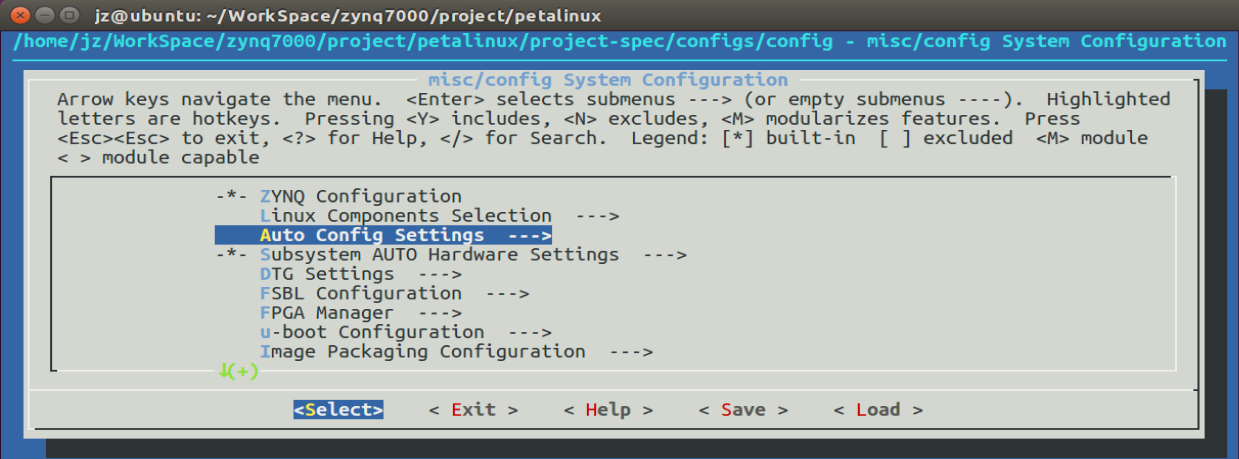 jz@ubuntu: ~/WorkSpace/zynq7000/project/petalinux
/home/jz/WorkSpace/zynq7000/project/petalinux/project-spec/configs/config - misc/config System Configuration
misc/config System Configuration
Arrow keys navigate the menu.  <Enter> selects submenus ---> (or empty submenus ----).  Highlighted
letters are hotkeys.  Pressing <Y> includes, <N> excludes, <M> modularizes features.  Press
<Esc><Esc> to exit, <?> for Help, </> for Search.  Legend: [*] built-in  [ ] excluded  <M> module
< > module capable
-*- ZYNQ Configuration
Linux Components Selection  --->
Auto Config Settings  --->
-*- Subsystem AUTO Hardware Settings  --->
DTG Settings  --->
FSBL Configuration  --->
FPGA Manager  --->
u-boot Configuration  --->
Image Packaging Configuration  --->
↓(+)
<Select>    < Exit >    < Help >    < Save >    < Load >